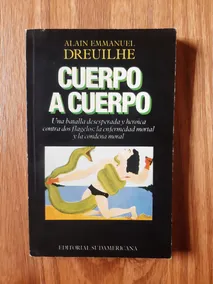 ALAIN EMMANUEL
DREUILHE
CUERPO
A CUERPO
Una batalla desesperada y heroica
contra dos flagelos: la enfermedad mortal
y la condena moral
EDITORIAL SUDAMERICANA